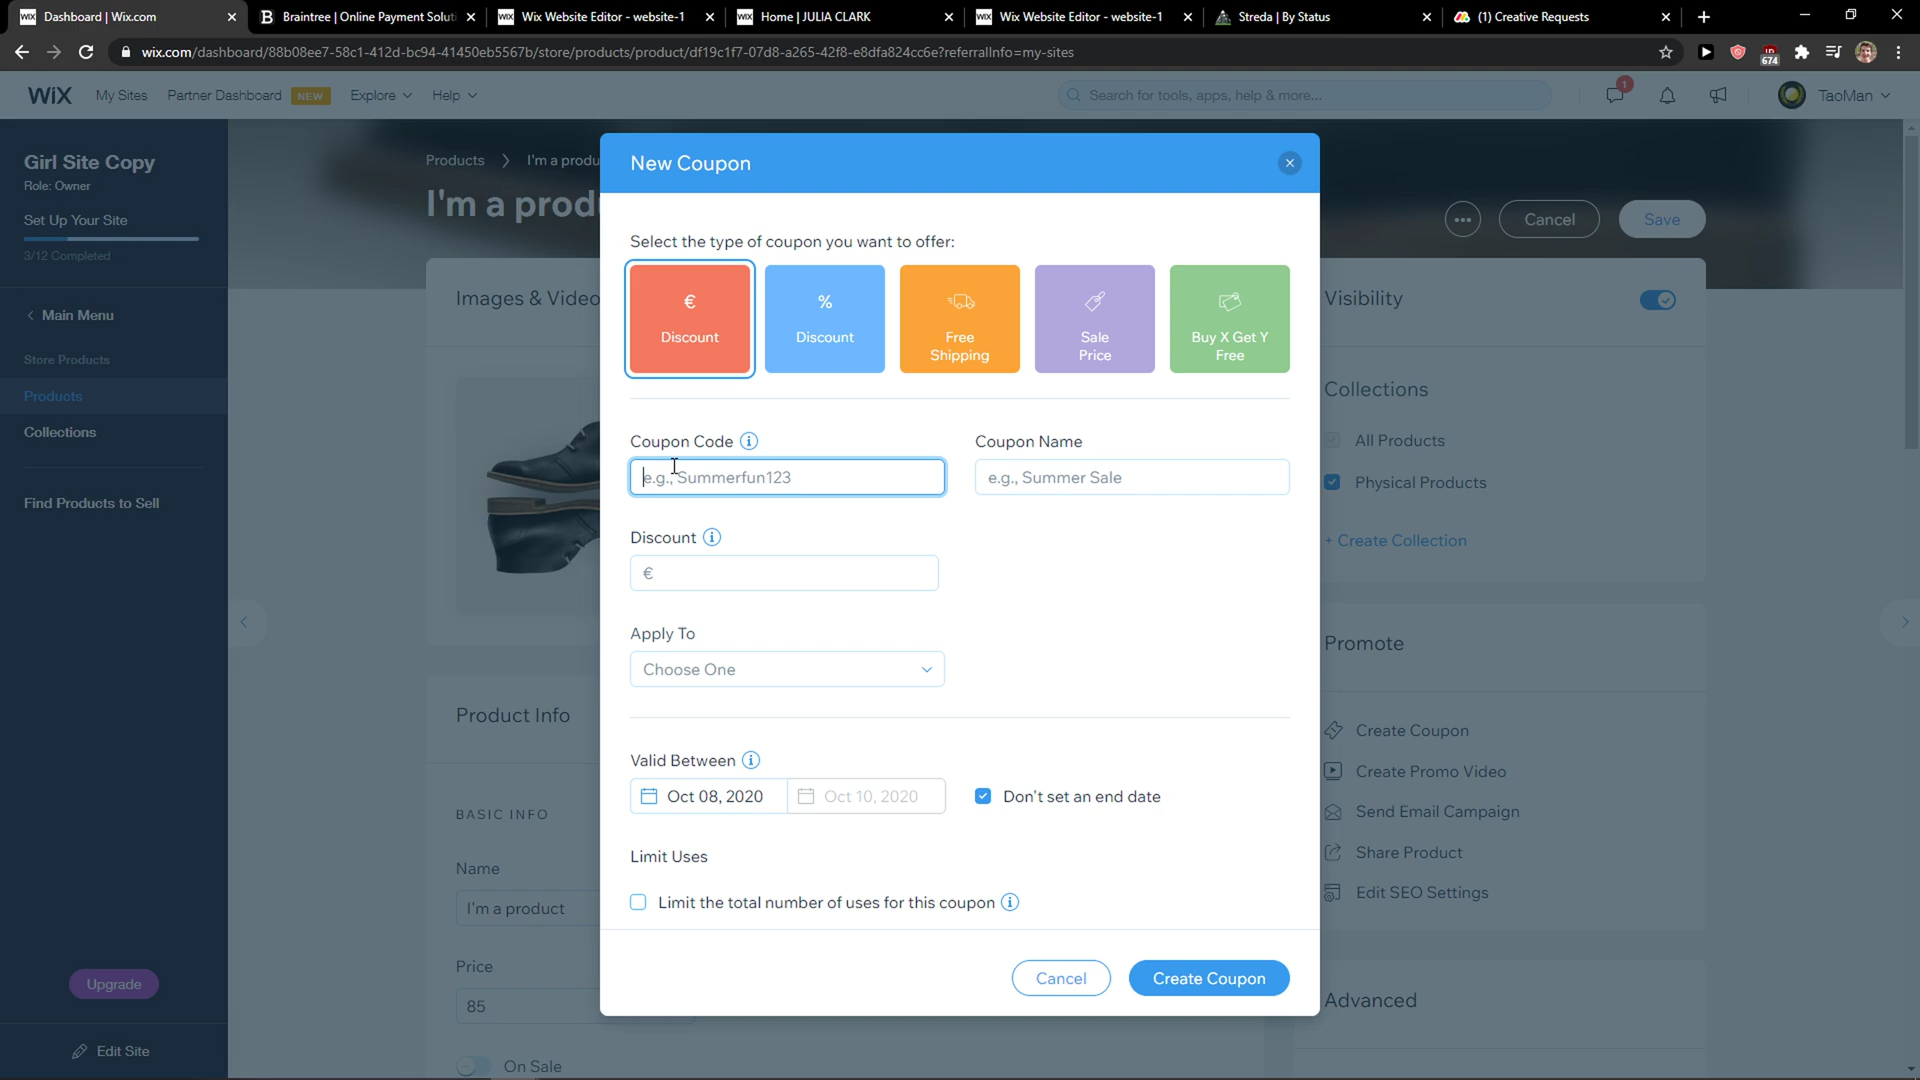 Dashboard | Wix.com
Braintree | Online Payment Soluti
Wix Website Editor - website-1
Home | JULIA CLARK
Wix Website Editor - website-1
Streda | By Status
(1) Creative Requests
wix.com/dashboard/88b08ee7-58c1-412d-bc94-41450eb5567b/store/products/product/df19c1f7-07d8-a265-42f8-e8dfa824cc6e?referralInfo=my-sites
674
WIX
My Sites
Partner Dashboard
NEW
Explore
Help
Search for tools, apps, help & more...
1
TaoMan
Girl Site Copy
Role: Owner
Set Up Your Site
3/12 Completed
Main Menu
Store Products
Products
Collections
Find Products to Sell
Upgrade
Edit Site
Products > I'm a produ
I'm a prod
Cancel
Save
Images & Video
Product Info
BASIC INFO
Name
I'm a product
Price
85
On Sale
New Coupon
Select the type of coupon you want to offer:
€
Discount
%
Discount
Free
Shipping
Sale
Price
Buy X Get Y
Free
Coupon Code
e.g., Summerfun123
Coupon Name
e.g., Summer Sale
Discount
€
Apply To
Choose One
Valid Between
Oct 08, 2020
Oct 10, 2020
Don't set an end date
Limit Uses
Limit the total number of uses for this coupon
Cancel
Create Coupon
Visibility
Collections
All Products
Physical Products
+ Create Collection
Promote
Create Coupon
Create Promo Video
Send Email Campaign
Share Product
Edit SEO Settings
Advanced